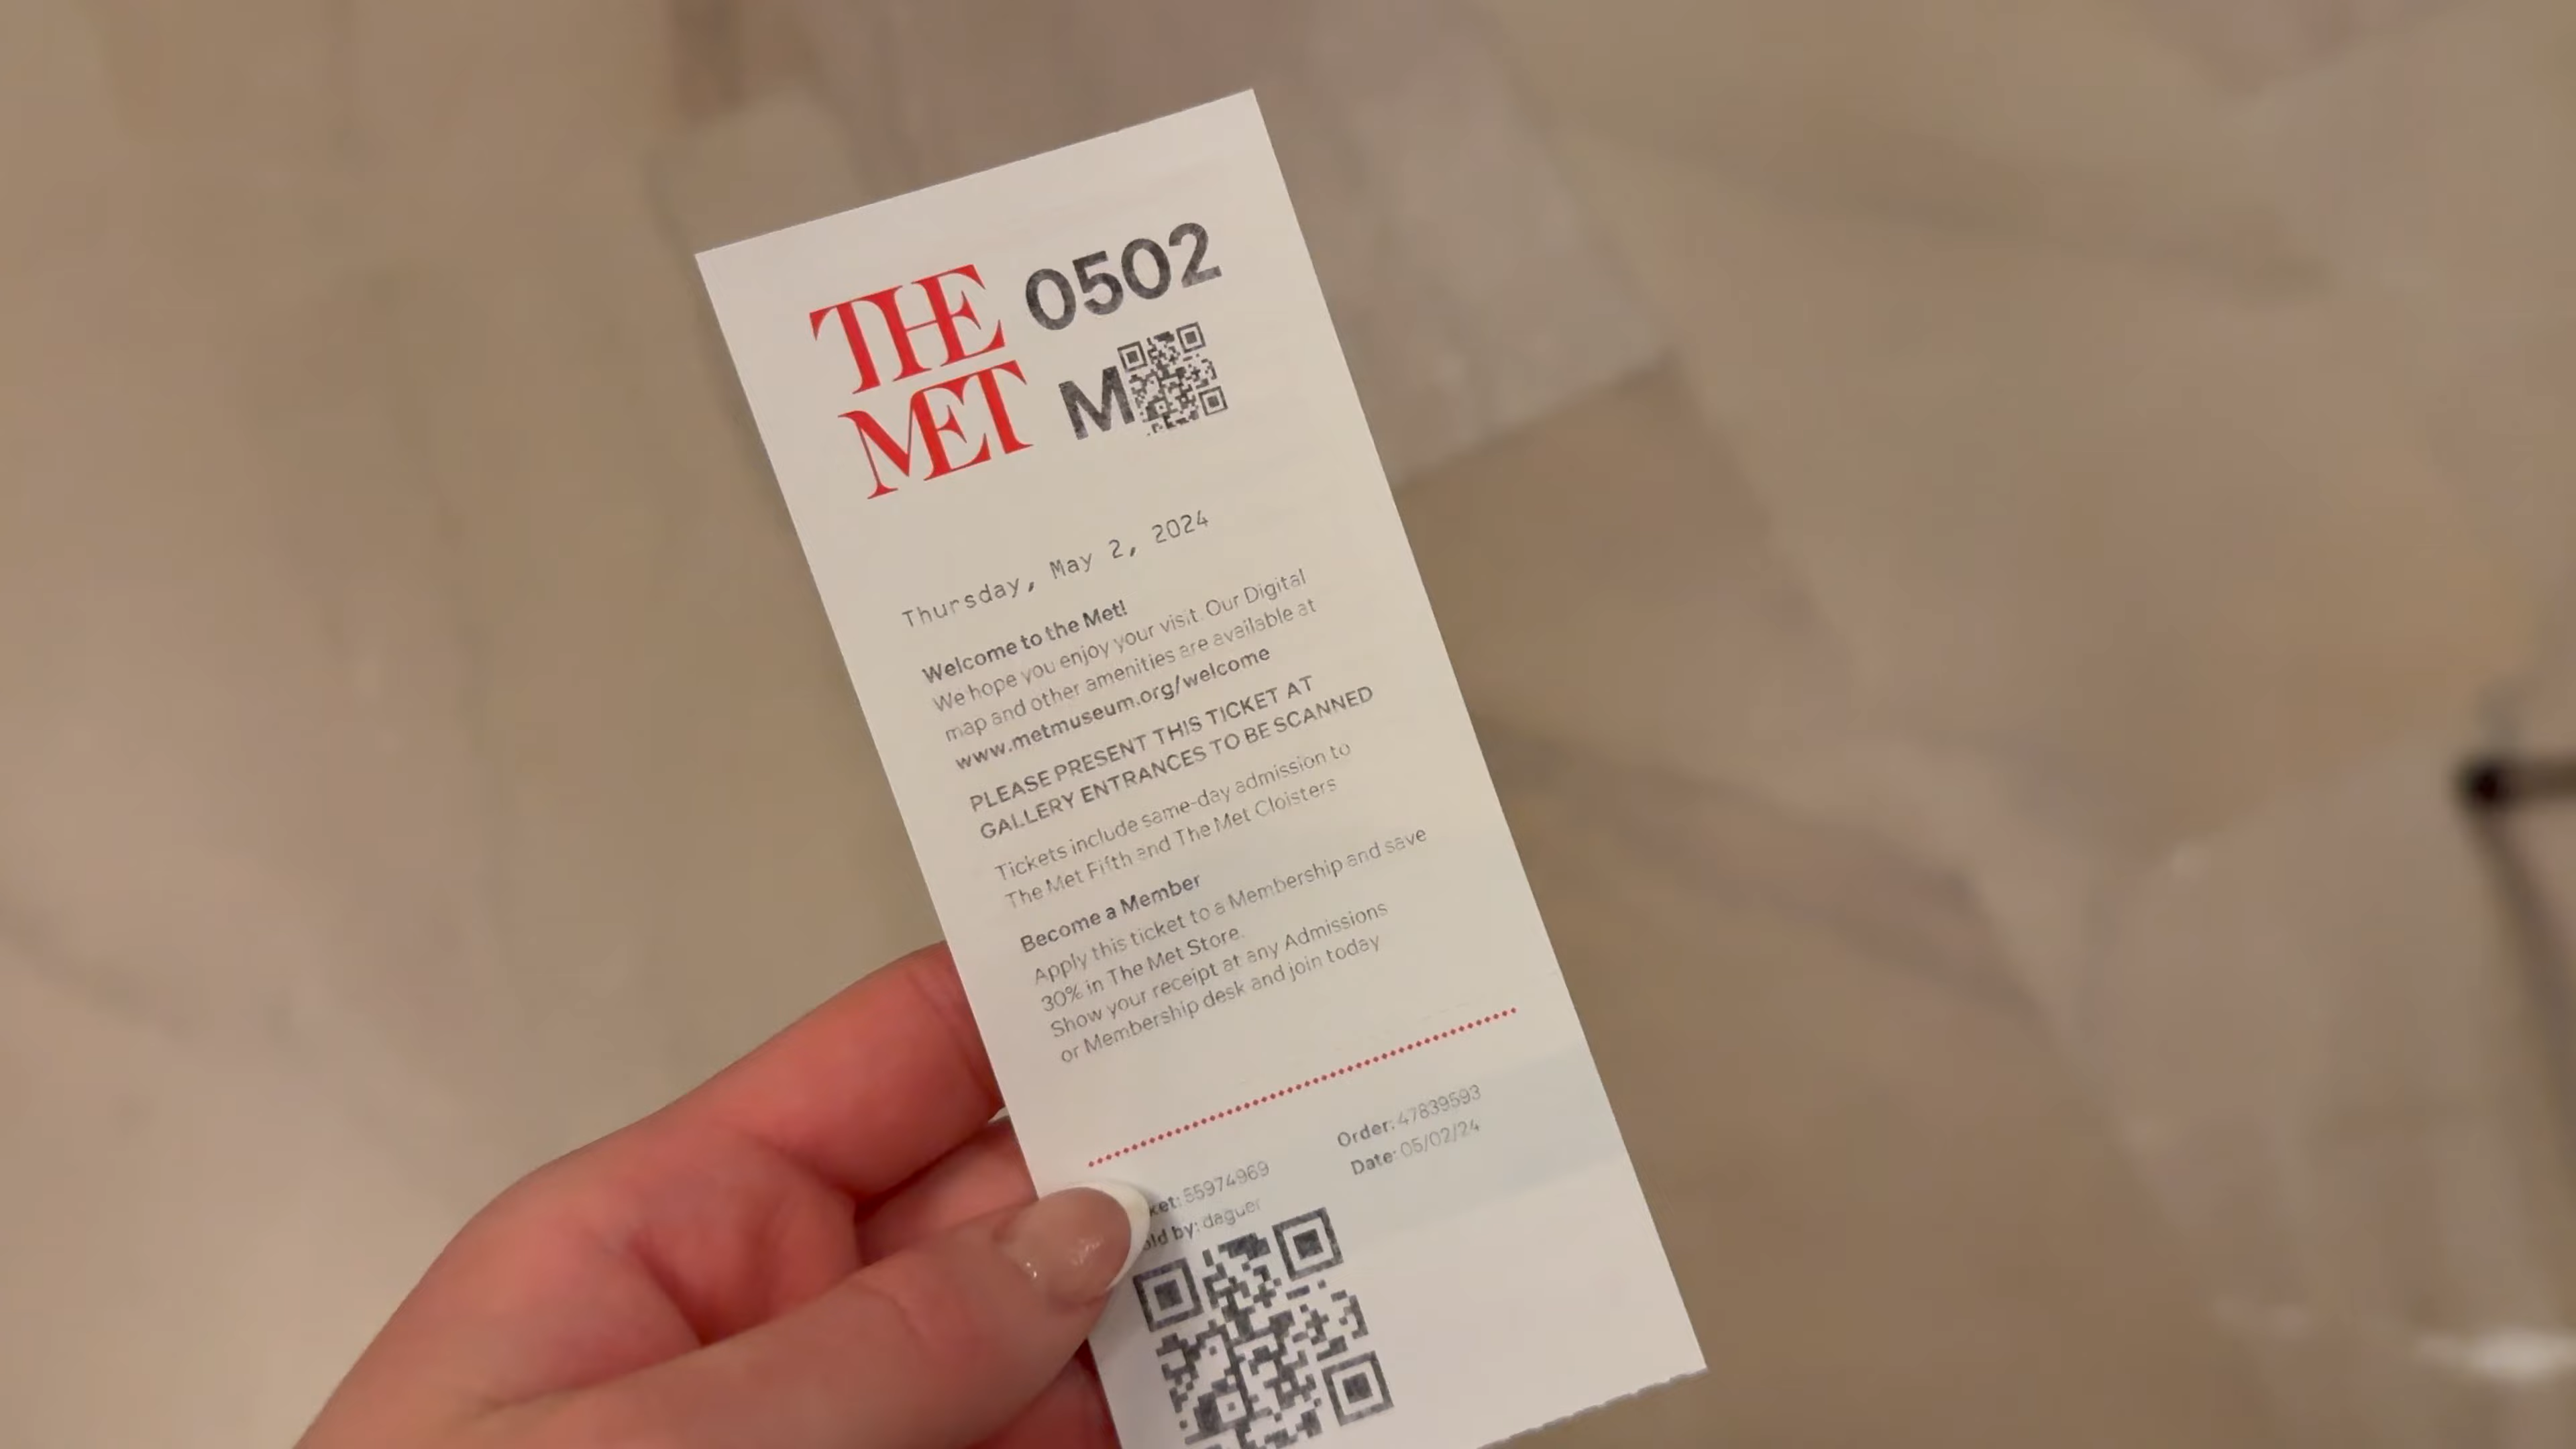 THE 0502
MET M
Thursday, May 2, 2024
Welcome to the Met!
We hope you enjoy your visit. Our Digital
map and other amenities are available at
www.metmuseum.org/welcome
PLEASE PRESENT THIS TICKET AT
GALLERY ENTRANCES TO BE SCANNED
Tickets include same-day admission to
The Met Fifth and The Met Cloisters
Become a Member
Apply this ticket to a Membership and save
30% in The Met Store.
Show your receipt at any Admissions
or Membership desk and join today
Order: 47839593
Date: 05/02/24
ket: 55974969
old by: daguer